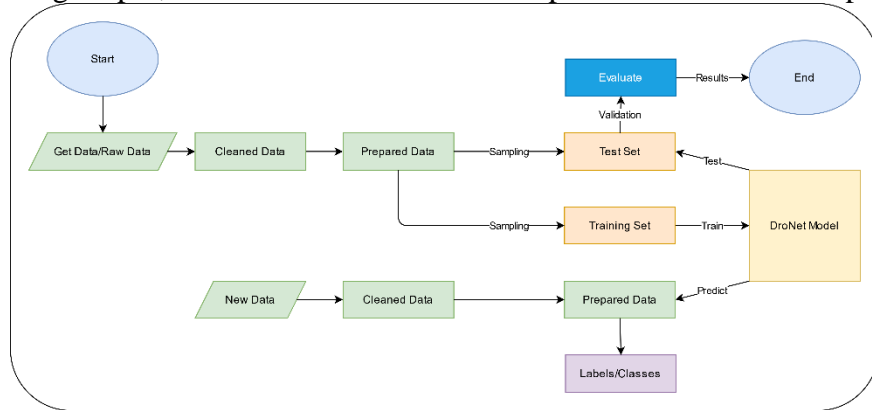 Start
Evaluate
Results
End
Validation
Get Data/Raw Data
Cleaned Data
Prepared Data
Sampling
Test Set
Test
Sampling
Training Set
Train
DroNet Model
New Data
Cleaned Data
Prepared Data
Predict
Labels/Classes